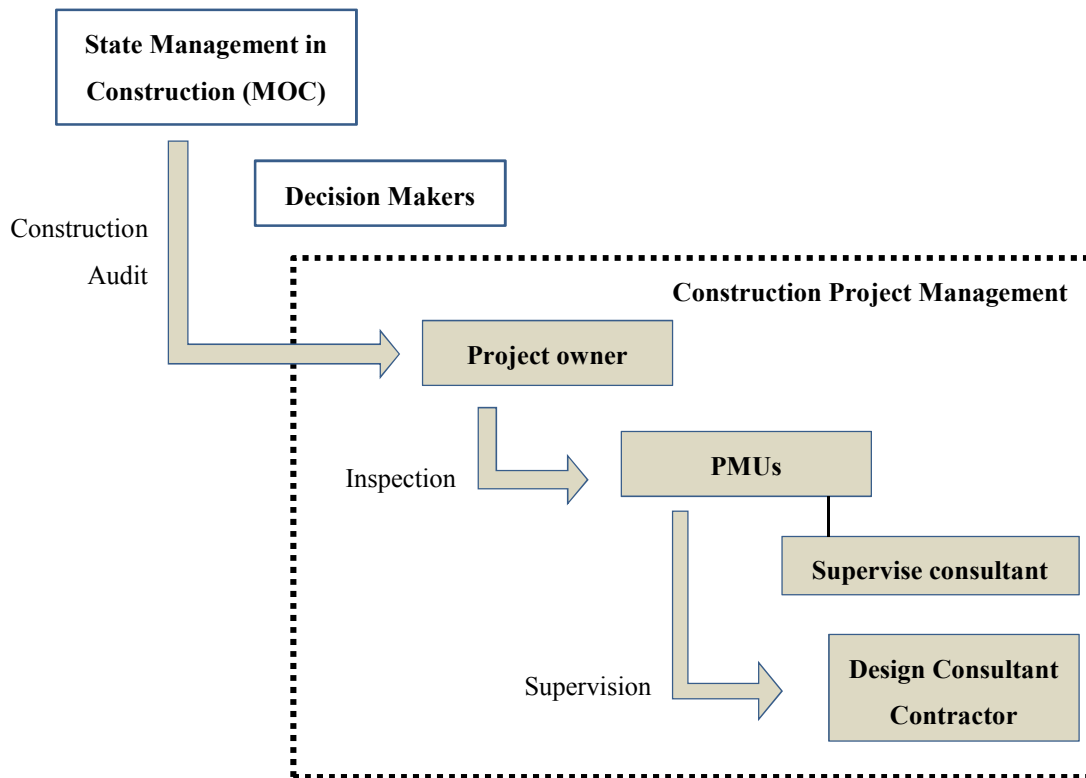 State Management in
Construction (MOC)
Decision Makers
Construction
Audit
Construction Project Management
Project owner
Inspection
PMUs
Supervise consultant
Supervision
Design Consultant
Contractor